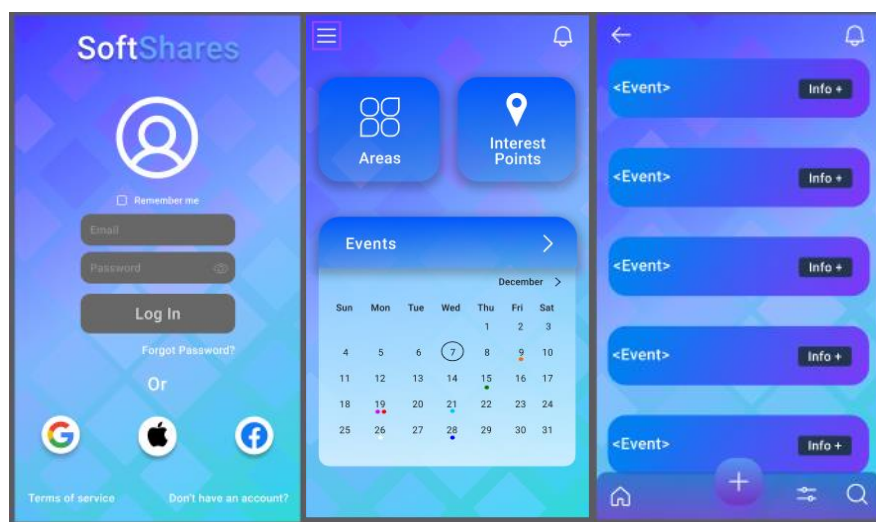 SoftShares
Remember me
Email
Password
Log In
Forgot Password?
Or
Terms of service
Don't have an account?
Areas
Interest
Points
Events
December >
Sun Mon Tue Wed Thu Fri Sat
1 2 3
4 5 6 7 8 9 10
11 12 13 14 15 16 17
18 19 20 21 22 23 24
25 26 27 28 29 30 31
<Event> Info +
<Event> Info +
<Event> Info +
<Event> Info +
<Event> Info +